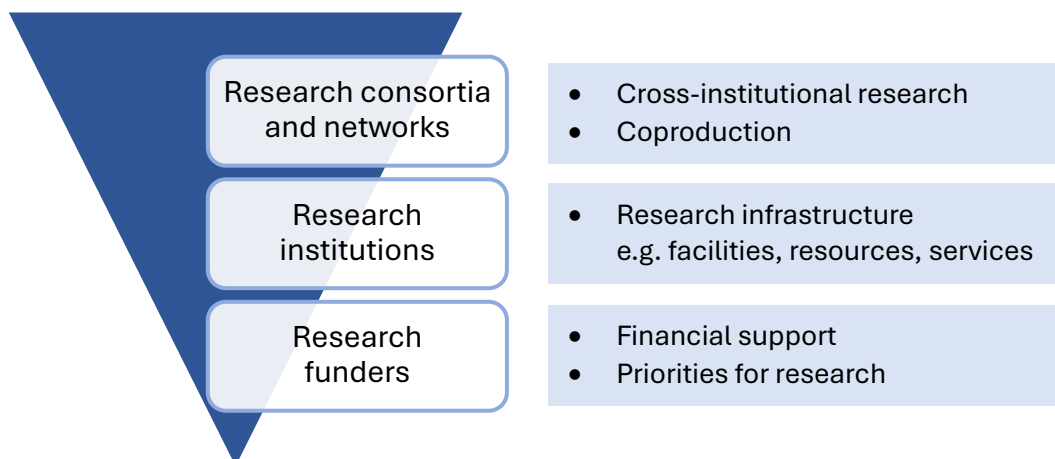 Research consortia
and networks
• Cross-institutional research
• Coproduction
Research
institutions
• Research infrastructure
e.g. facilities, resources, services
Research
funders
• Financial support
• Priorities for research